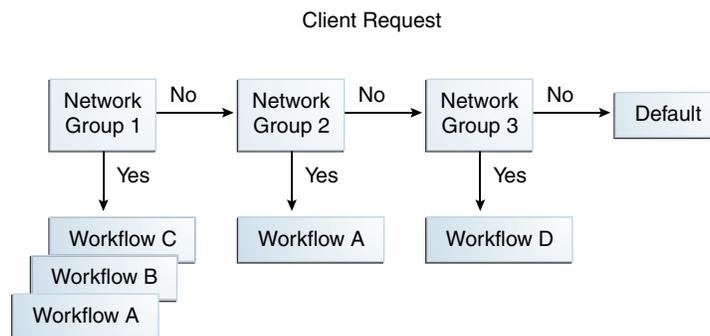 Client Request
Network
Group 1
No
Network
Group 2
No
Network
Group 3
No
Default
Yes
Yes
Yes
Workflow C
Workflow A
Workflow D
Workflow B
Workflow A